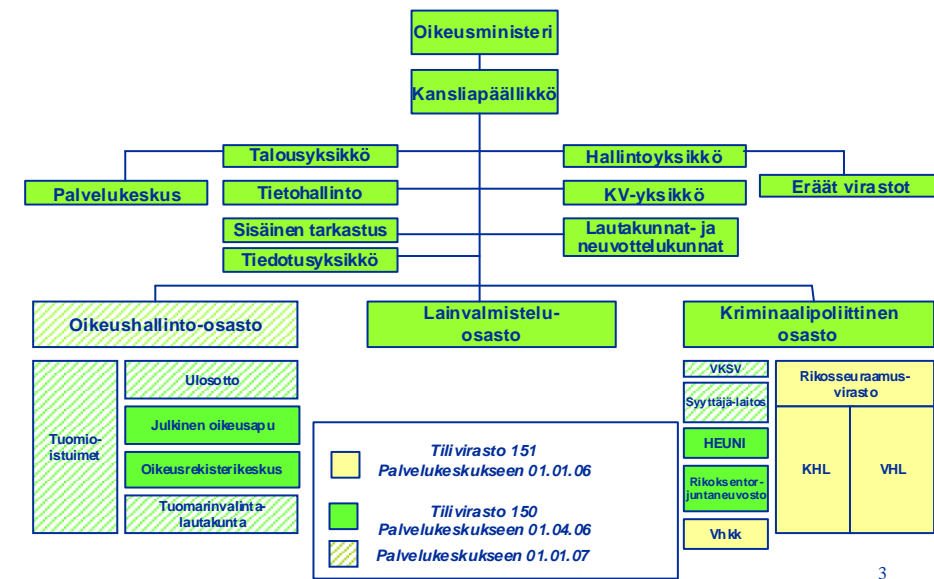 Oikeusministeri
Kansliapäällikkö
Talousyksikkö
Hallintoyksikkö
Palvelukeskus
Tietohallinto
KV-yksikkö
Eräät virastot
Sisäinen tarkastus
Lautakunnat- ja
neuvottelukunnat
Tiedotusyksikkö
Oikeushallinto-osasto
Lainvalmistelu-
osasto
Kriminaalipoliittinen
osasto
Tuomio-
istuimet
Ulosotto
Julkinen oikeusapu
Oikeusrekisterikeskus
Tuomarinvalinta-
lautakunta
Tilivirasto 151
Palvelukeskukseen 01.01.06
Tilivirasto 150
Palvelukeskukseen 01.04.06
Palvelukeskukseen 01.01.07
VKSV
Syyttäjä-laitos
HEUNI
Rikoksentor-
juntaneuvosto
Vhkk
Rikosseuraamus-
virasto
KHL
VHL
3